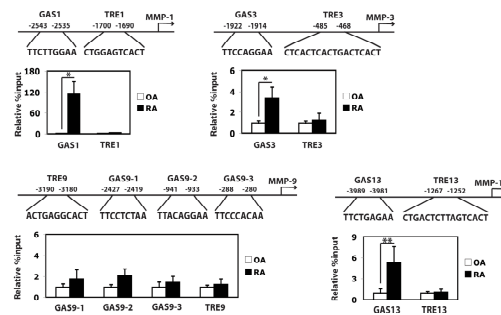 GAS1 TRE1
-2543 -2535 -1700 -1690 MMP-1
TTCTTGGAA CTGGAGTCACT
Relative %input
180
120
60
0
*
GAS1 TRE1
OA
RA
GAS3 TRE3
-1922 -1914 -485 -468 MMP-3
TTCCAGGAA CTCACTCACTGACTCACT
Relative %input
6
4
2
0
*
GAS3 TRE3
OA
RA
TRE9 GAS9-1 GAS9-2 GAS9-3
-3190 -3180 -2427 -2419 -941 -933 -288 -280 MMP-9
ACTGAGGCACT TTCCTCTAA TTACAGGAA TTCCCACAA
Relative %input
6
4
2
0
GAS9-1 GAS9-2 GAS9-3 TRE9
OA
RA
GAS13 TRE13
-3989 -3981 -1267 -1252 MMP-1
TTCTGAGAA CTGACTCTTAGTCACT
Relative %input
9
6
3
0
**
GAS13 TRE13
OA
RA